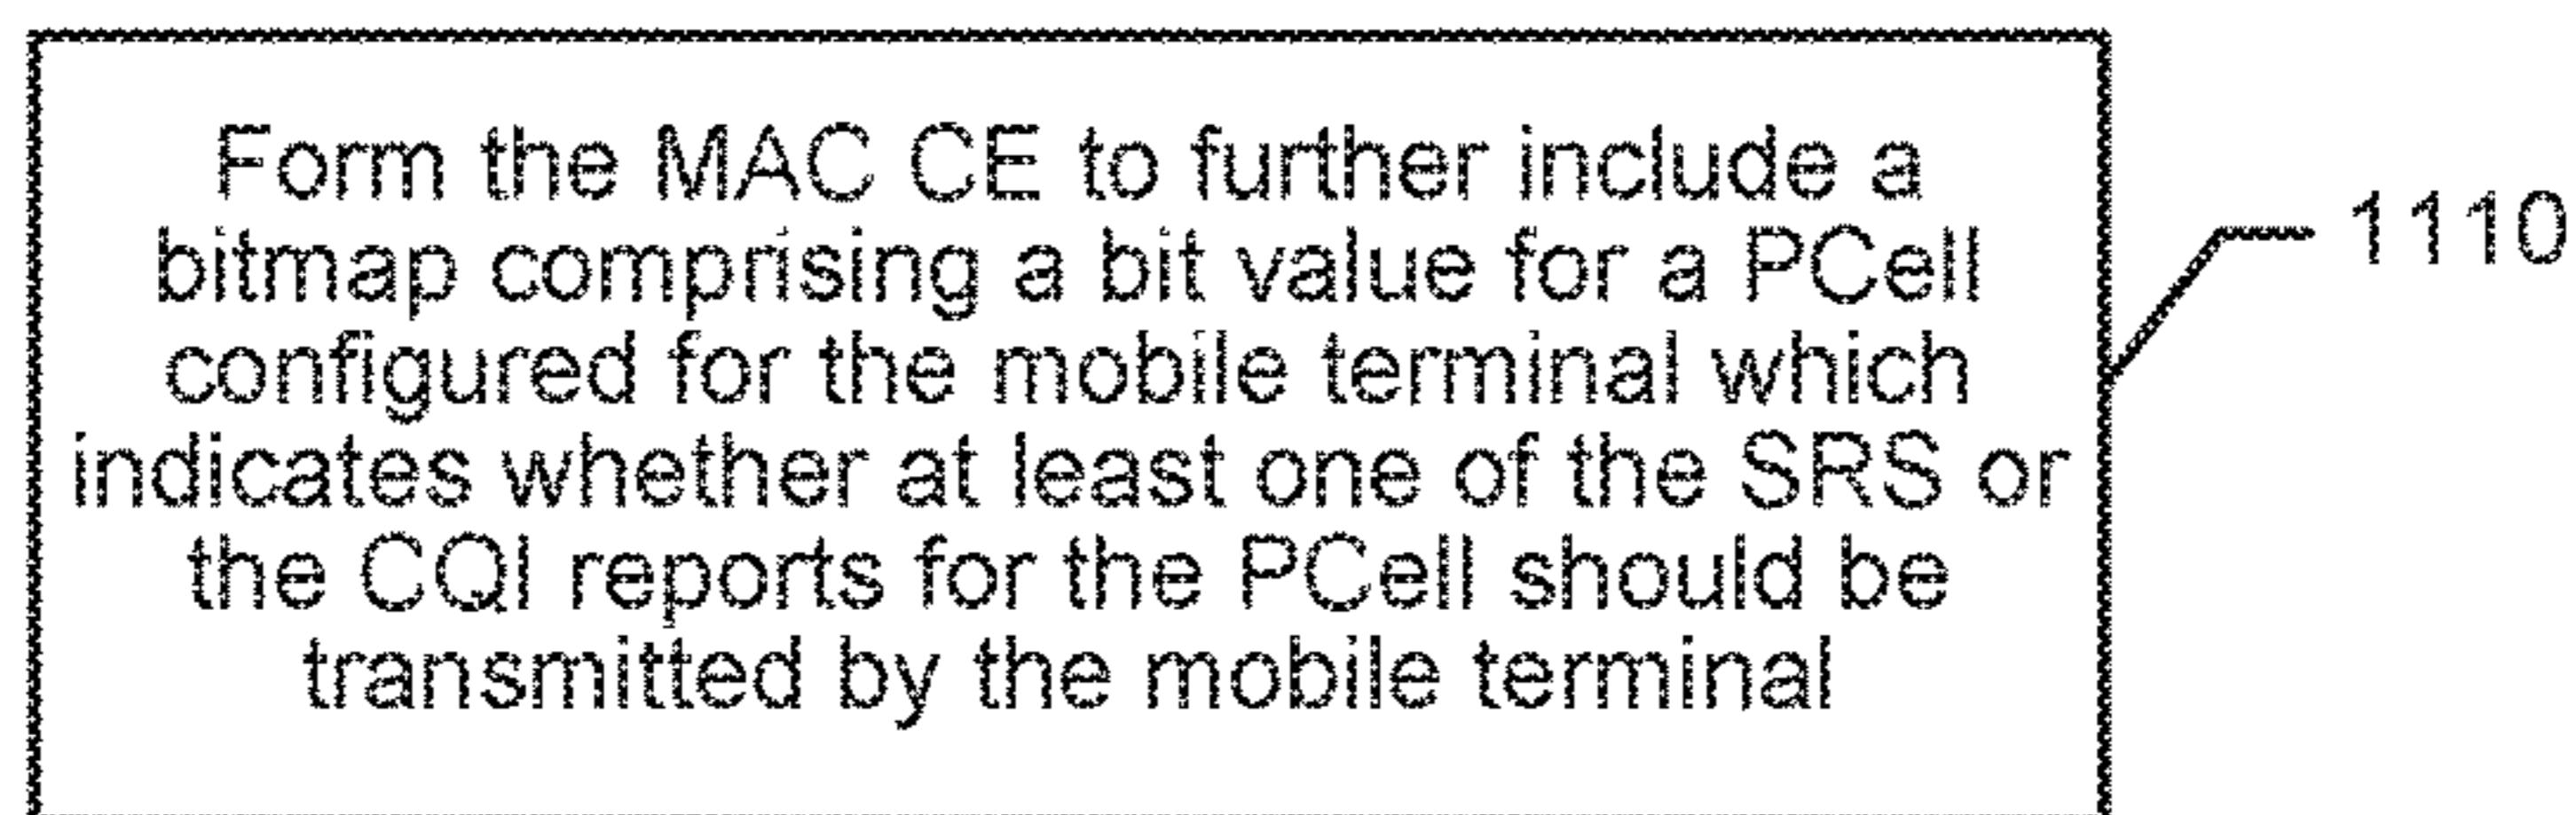 Form the MAC CE to further include a
bitmap comprising a bit value for a PCell
configured for the mobile terminal which
indicates whether at least one of the SRS or
the CQI reports for the PCell should be
transmitted by the mobile terminal
1110